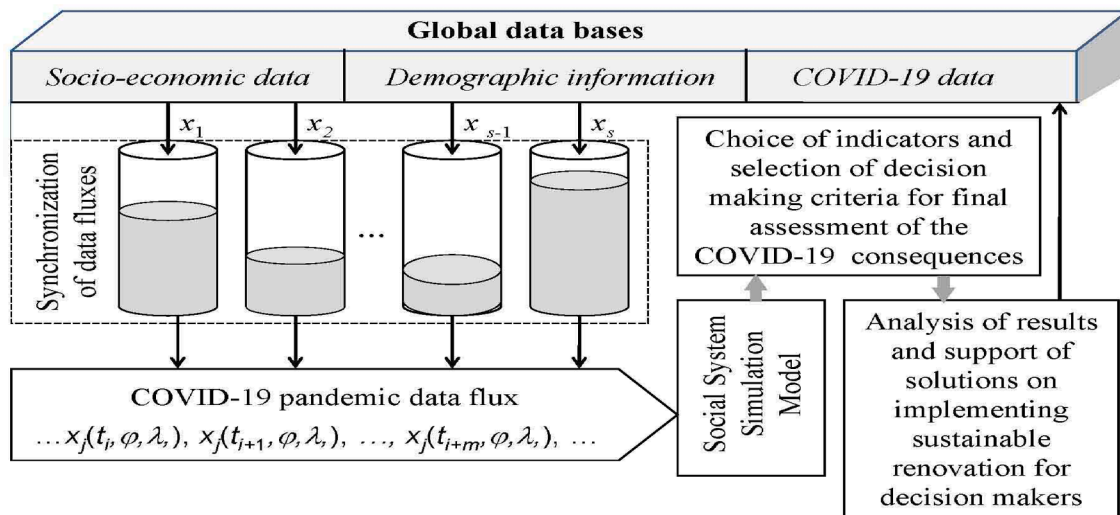 Global data bases
Socio-economic data
Demographic information
COVID-19 data
x1
x2
x s-1
xs
Synchronization
of data fluxes
...
Choice of indicators and
selection of decision
making criteria for final
assessment of the
COVID-19 consequences
COVID-19 pandemic data flux
... xj(ti, φ, λ,), xj(ti+1, φ, λ,), ..., xj(ti+m, φ, λ,), ...
Social System
Simulation
Model
Analysis of results
and support of
solutions on
implementing
sustainable
renovation for
decision makers